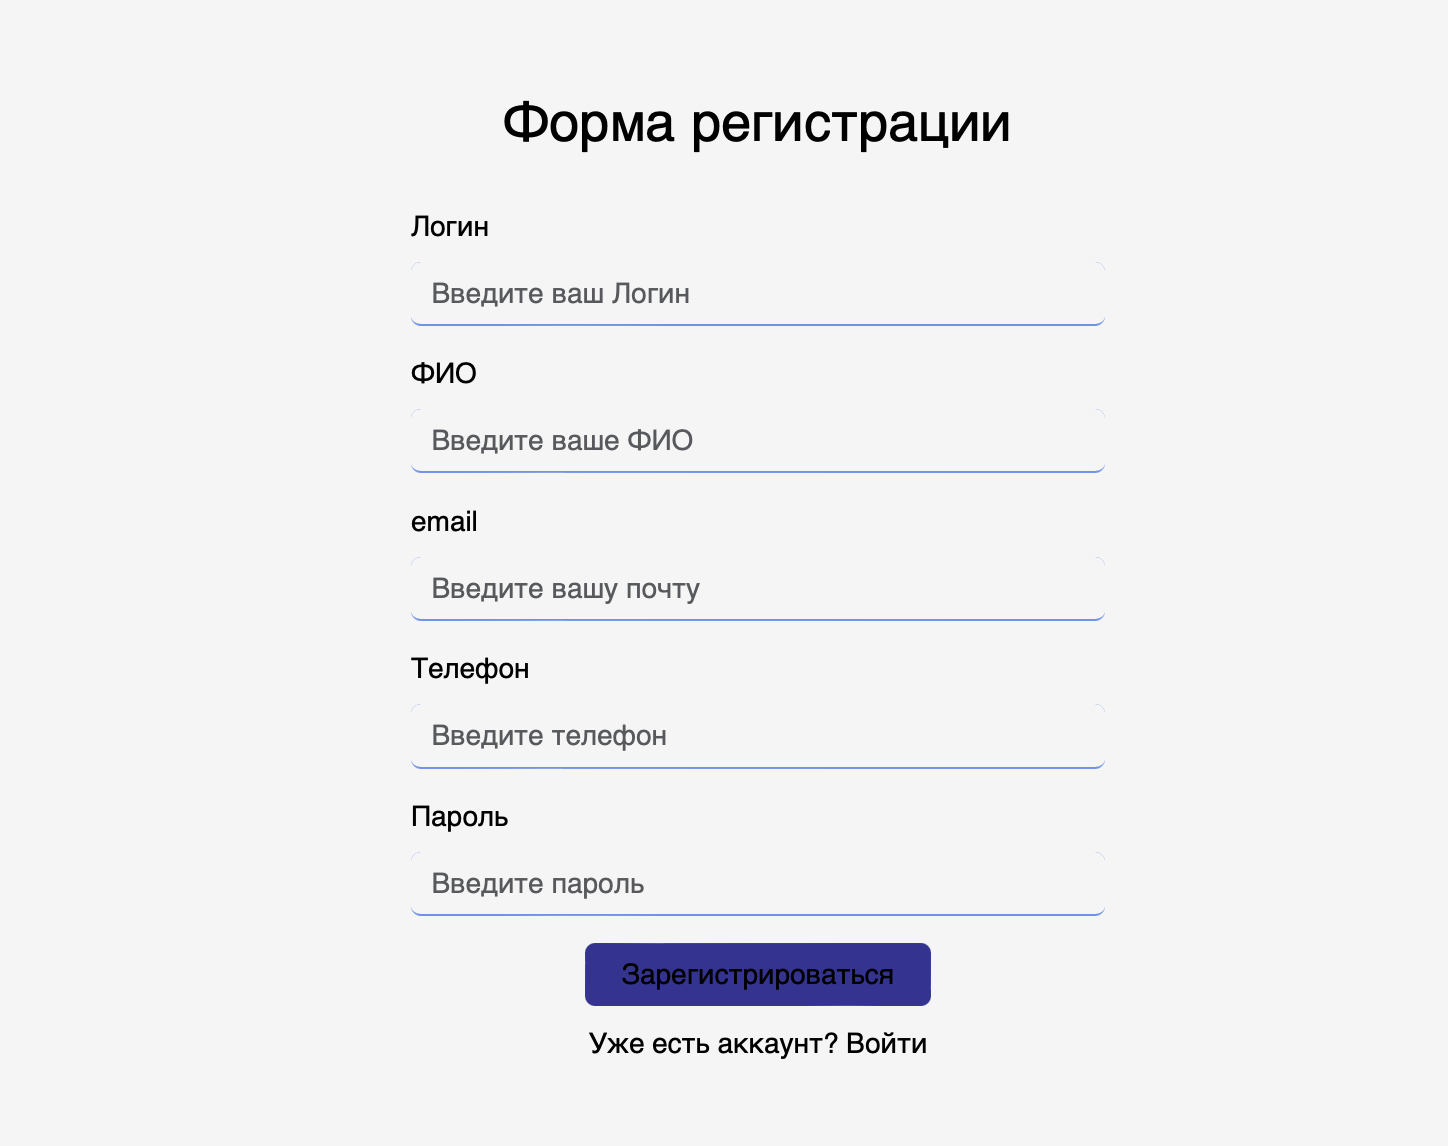 Форма регистрации
Логин
Введите ваш Логин
ФИО
Введите ваше ФИО
email
Введите вашу почту
Телефон
Введите телефон
Пароль
Введите пароль
Зарегистрироваться
Уже есть аккаунт? Войти